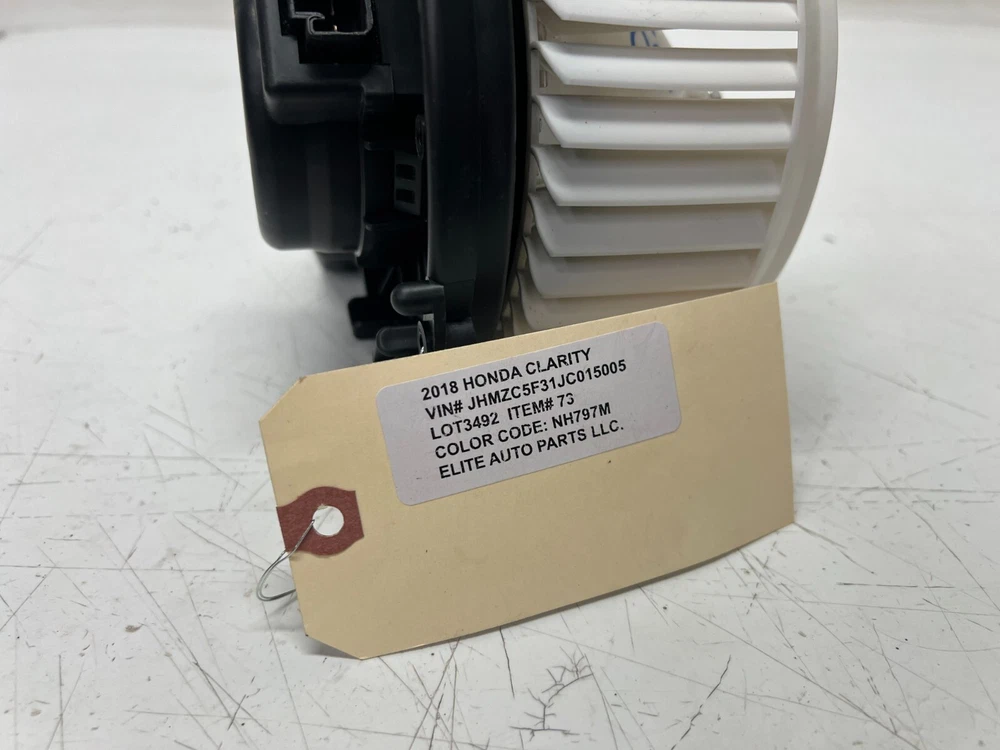 2018 HONDA CLARITY
VIN# JHMZC5F31JC015005
LOT3492 ITEM# 73
COLOR CODE: NH797M
ELITE AUTO PARTS LLC.